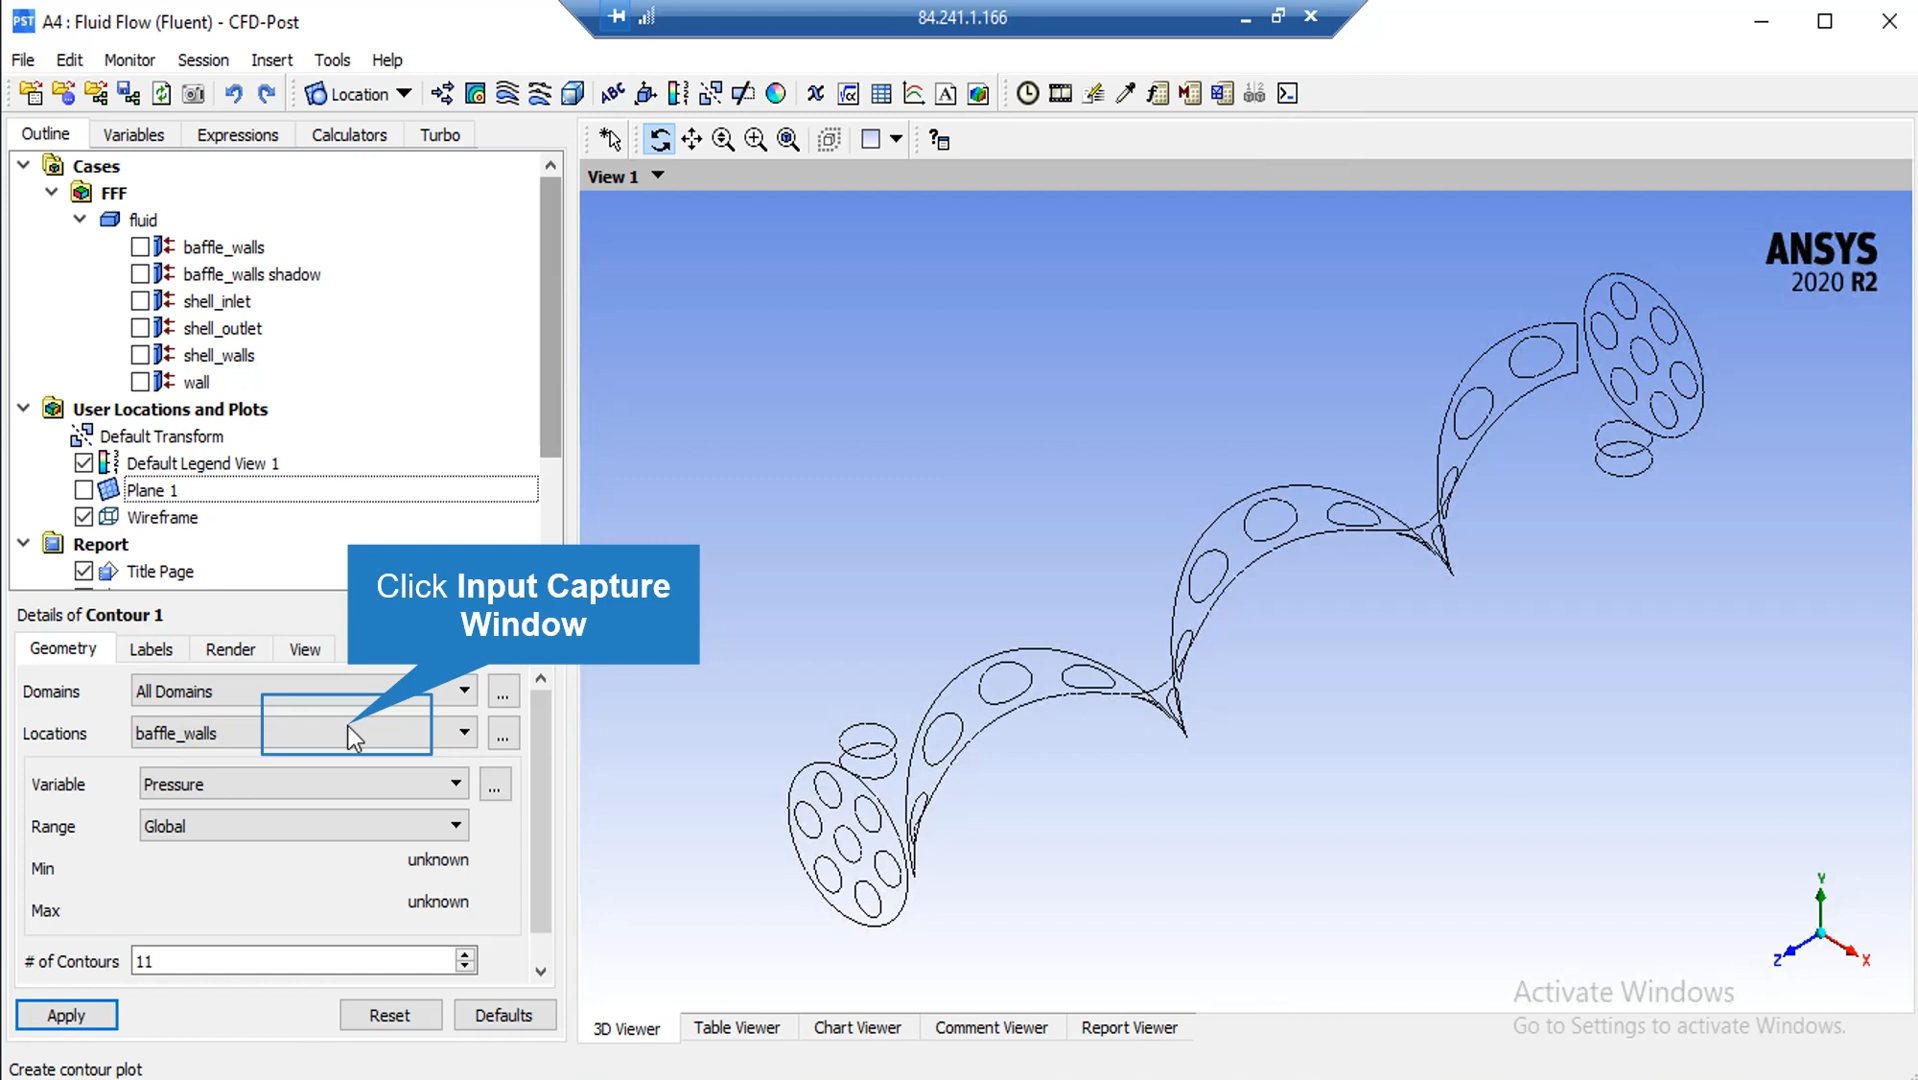 PST A4 : Fluid Flow (Fluent) - CFD-Post
84.241.1.166
File Edit Monitor Session Insert Tools Help
Location
Outline Variables Expressions Calculators Turbo
View 1
Cases
FFF
fluid
baffle_walls
baffle_walls shadow
shell_inlet
shell_outlet
shell_walls
wall
User Locations and Plots
Default Transform
Default Legend View 1
Plane 1
Wireframe
Report
Title Page
Click Input Capture
Window
Details of Contour 1
Geometry Labels Render View
Domains All Domains ...
Locations baffle_walls ...
Variable Pressure ...
Range Global
Min unknown
Max unknown
# of Contours 11
Apply Reset Defaults
Create contour plot
ANSYS
2020 R2
Y
Z X
Activate Windows
Go to Settings to activate Windows.
3D Viewer Table Viewer Chart Viewer Comment Viewer Report Viewer